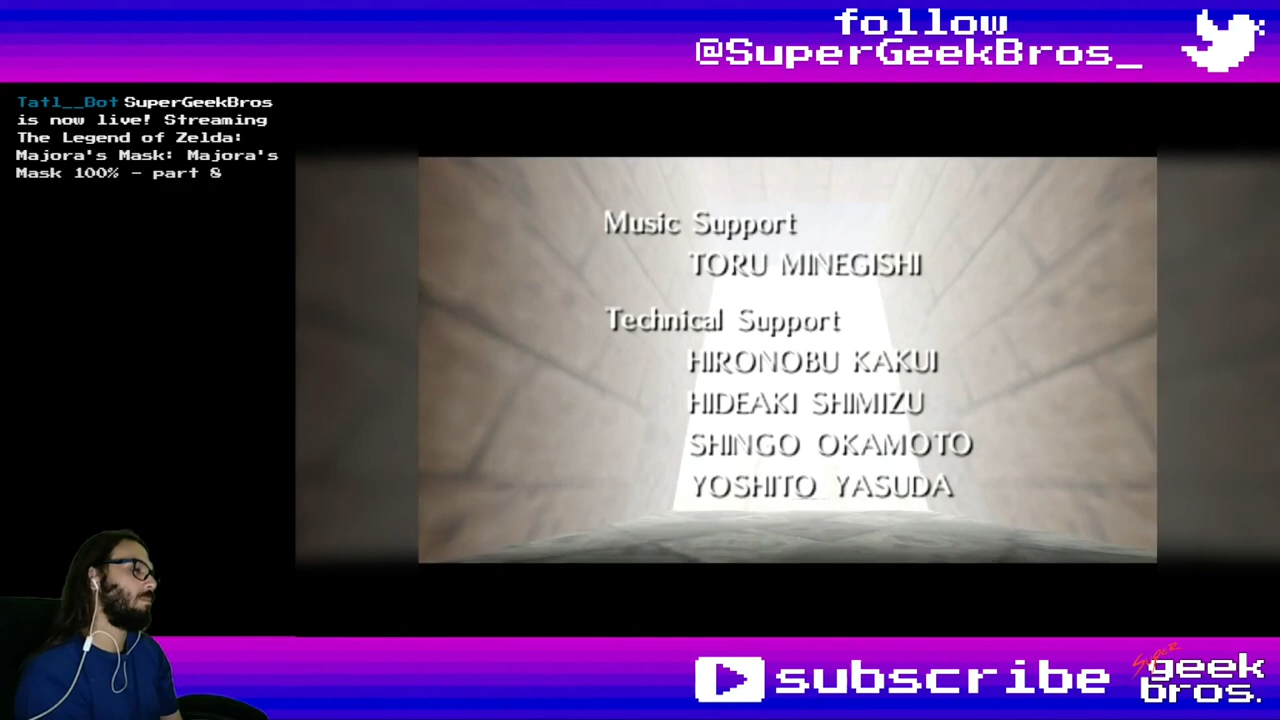 follow
@SuperGeekBros_
Tatl__Bot SuperGeekBros
is now live! Streaming
The Legend of Zelda:
Majora's Mask: Majora's
Mask 100% - part 8
Music Support
TORU MINEGISHI
Technical Support
HIRONOBU KAKUI
HIDEAKI SHIMIZU
SHINGO OKAMOTO
YOSHITO YASUDA
subscribe
SUPER
geek
bros.